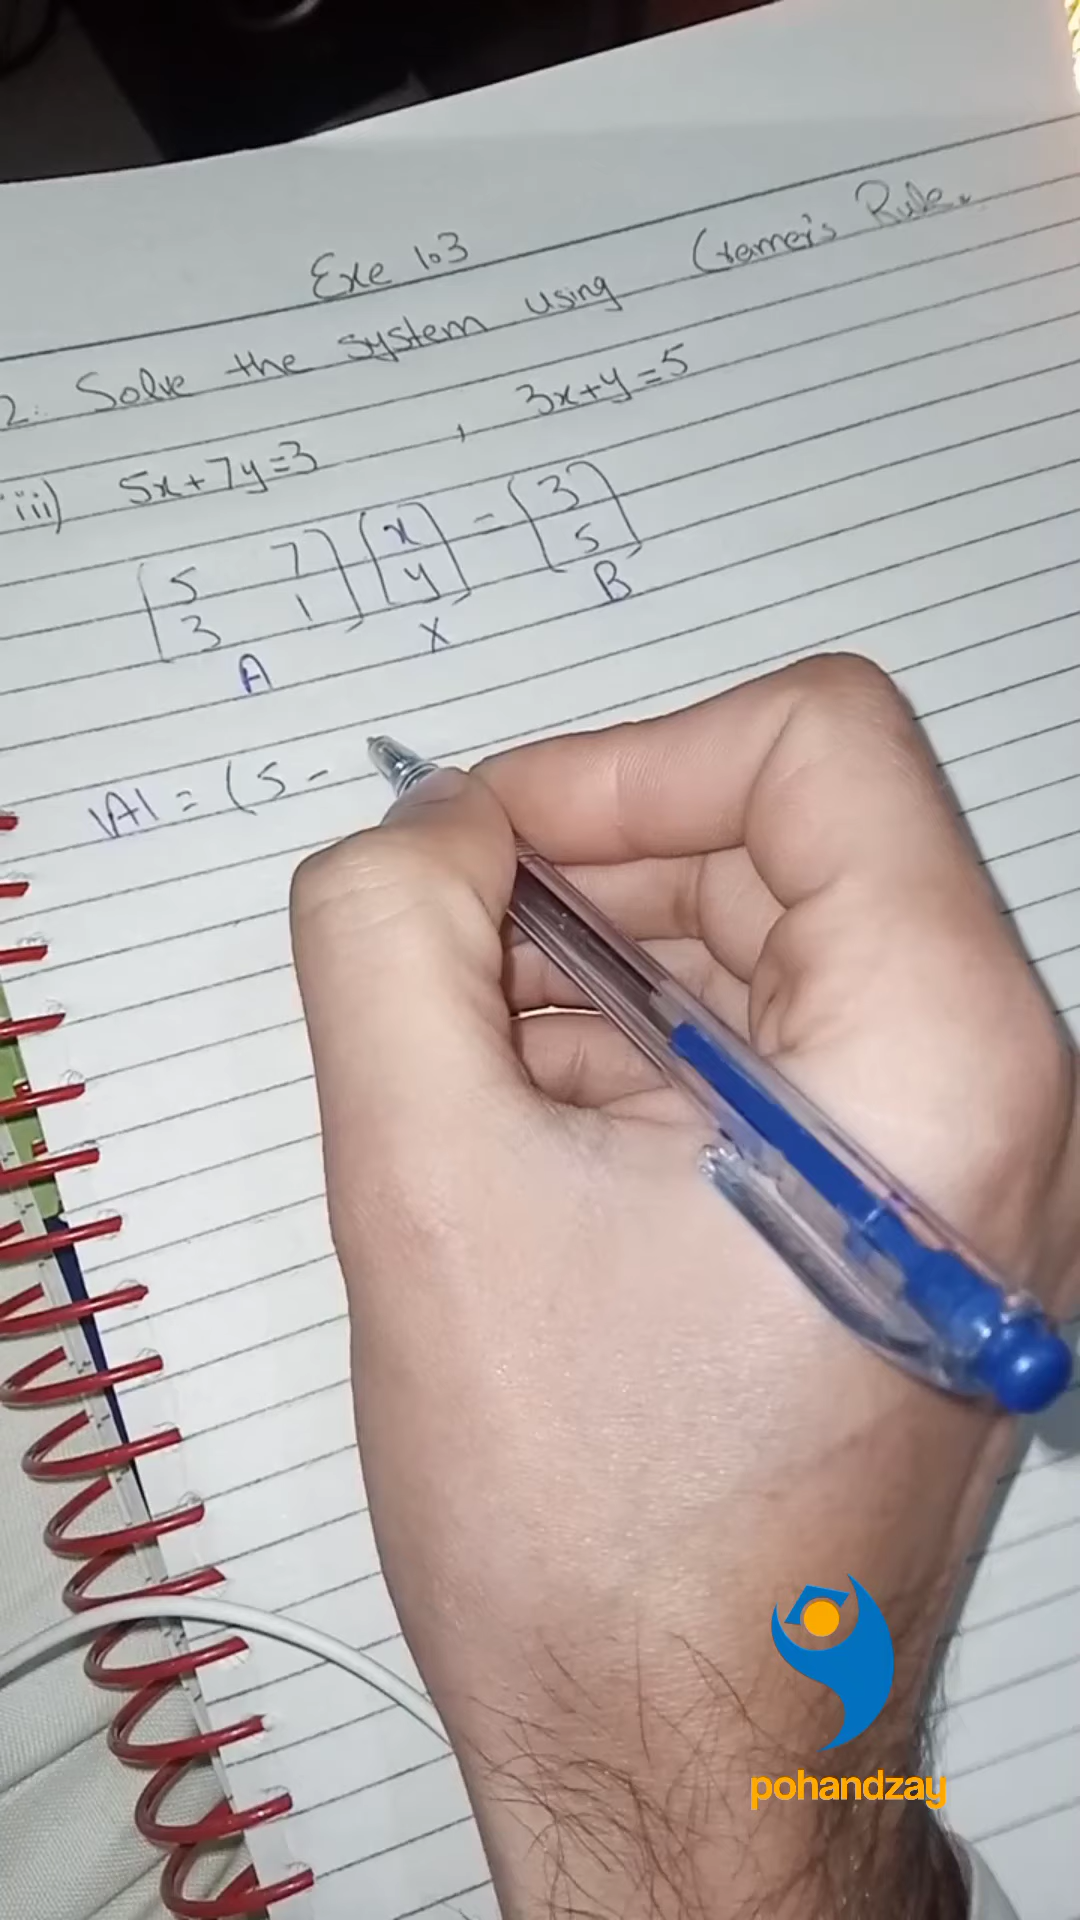 Exe 1.3
2. Solve the system using Cramer's Rule.
iii) 5x+7y=3 , 3x+y=5
[5 7 [x = [3
3 1] y] 5]
A X B
|A| = (5 -
pohandzay